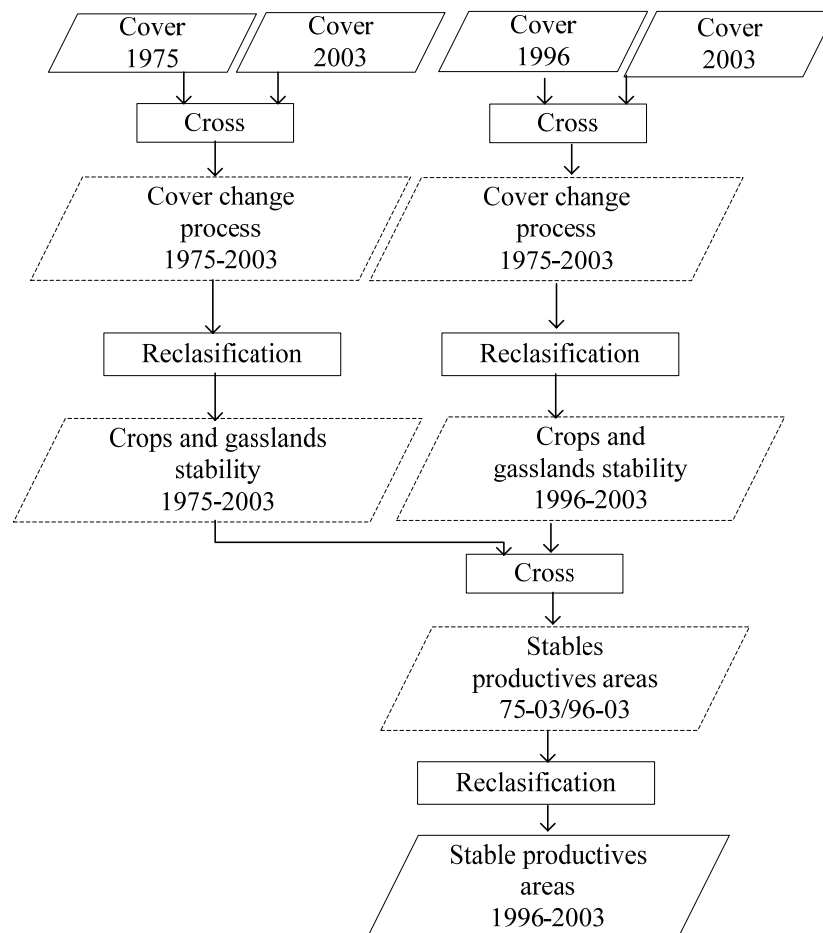 Cover
1975
Cover
2003
Cover
1996
Cover
2003
Cross
Cross
Cover change
process
1975-2003
Cover change
process
1975-2003
Reclasification
Reclasification
Crops and gasslands
stability
1975-2003
Crops and
gasslands stability
1996-2003
Cross
Stables
productives areas
75-03/96-03
Reclasification
Stable productives
areas
1996-2003